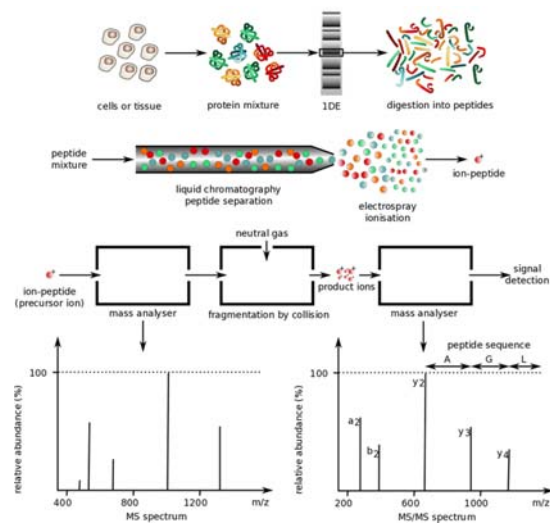 cells or tissue
protein mixture
1DE
digestion into peptides
peptide
mixture
liquid chromatography
peptide separation
electrospray
ionisation
ion-peptide
neutral gas
ion-peptide
(precursor ion)
mass analyser
fragmentation by collision
product ions
mass analyser
signal
detection
relative abundance (%)
100
400
800
1200
m/z
MS spectrum
relative abundance (%)
100
peptide sequence
A G L
a2
b2
y2
y3
y4
200
600
1000
m/z
MS/MS spectrum